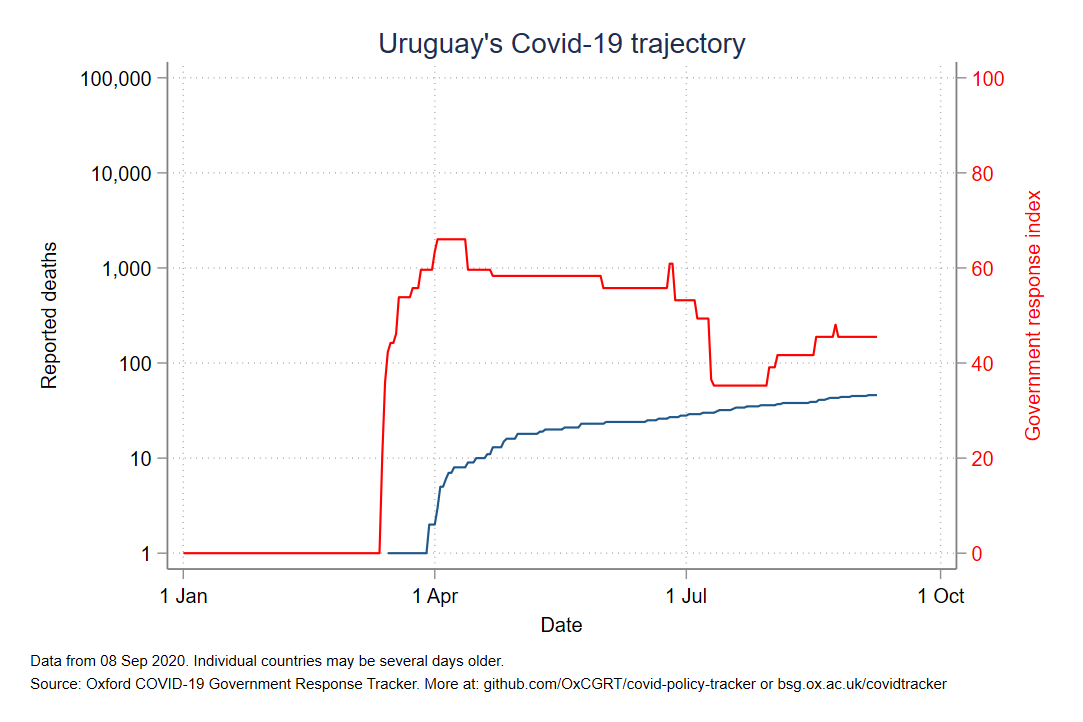 Uruguay's Covid-19 trajectory
100,000
10,000
1,000
100
10
1
Reported deaths
100
80
60
40
20
0
Government response index
1 Jan
1 Apr
1 Jul
1 Oct
Date
Data from 08 Sep 2020. Individual countries may be several days older.
Source: Oxford COVID-19 Government Response Tracker. More at: github.com/OxCGRT/covid-policy-tracker or bsg.ox.ac.uk/covidtracker